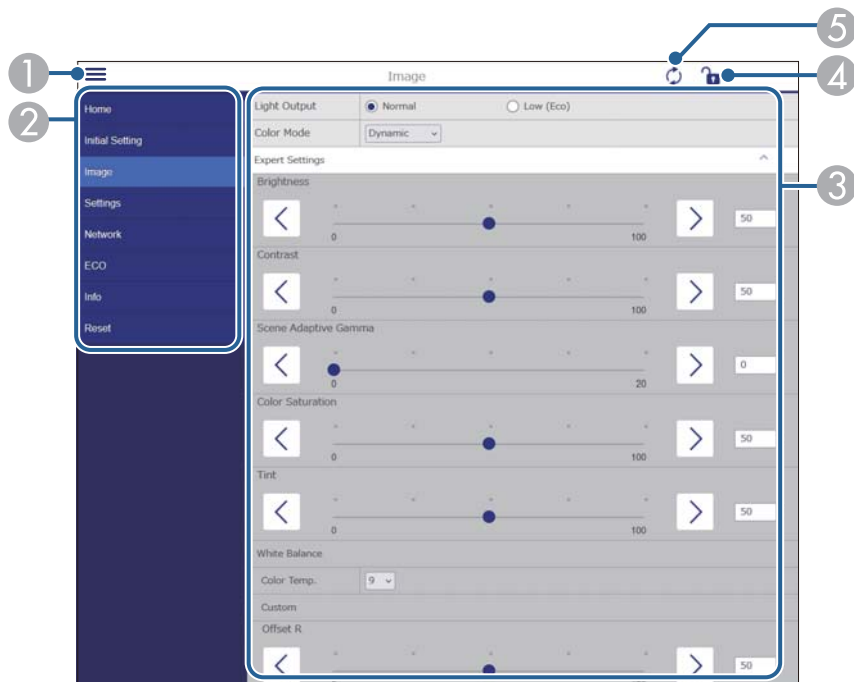 5
1
Image
4
2
Home
Initial Setting
Image
Settings
Network
ECO
Info
Reset
Light Output
Normal
Low (Eco)
Color Mode
Dynamic
Expert Settings
3
Brightness
50
0
100
Contrast
50
0
100
Scene Adaptive Gamma
0
0
20
Color Saturation
50
0
100
Tint
50
0
100
White Balance
Color Temp.
9
Custom
Offset R
50